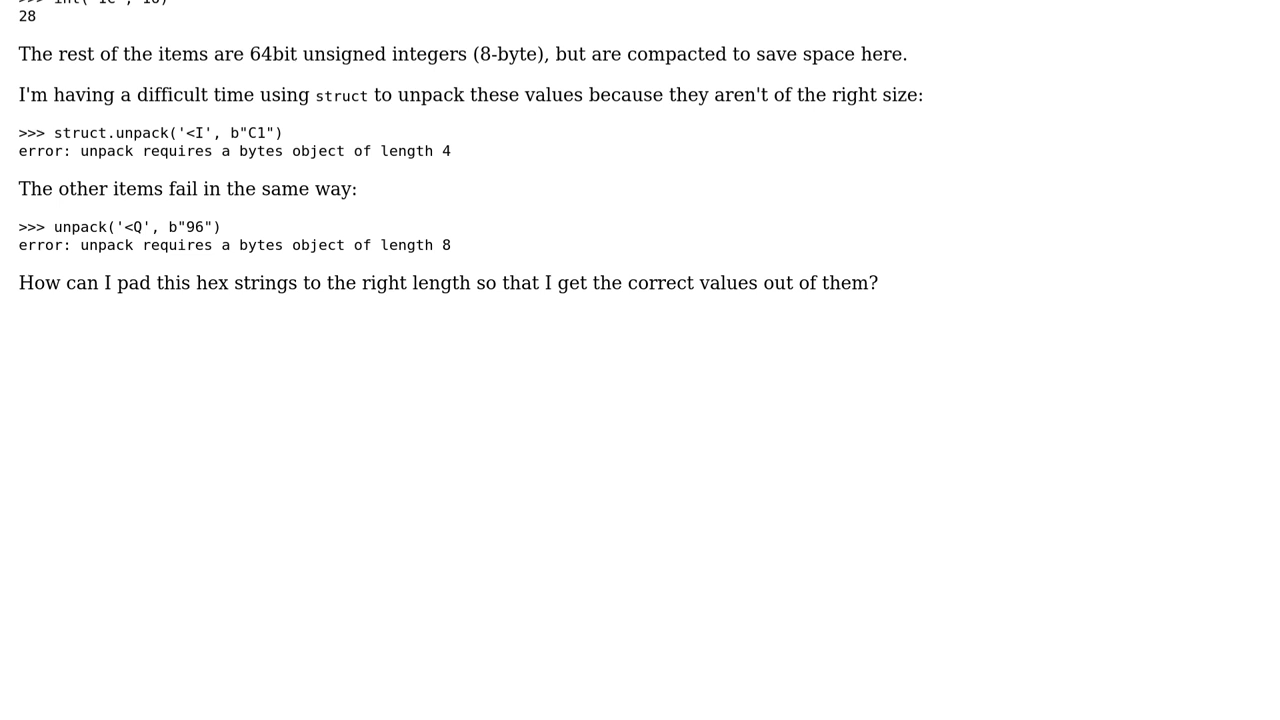 28
The rest of the items are 64bit unsigned integers (8-byte), but are compacted to save space here.
I'm having a difficult time using struct to unpack these values because they aren't of the right size:
>>> struct.unpack('<I', b"C1")
error: unpack requires a bytes object of length 4
The other items fail in the same way:
>>> unpack('<Q', b"96")
error: unpack requires a bytes object of length 8
How can I pad this hex strings to the right length so that I get the correct values out of them?